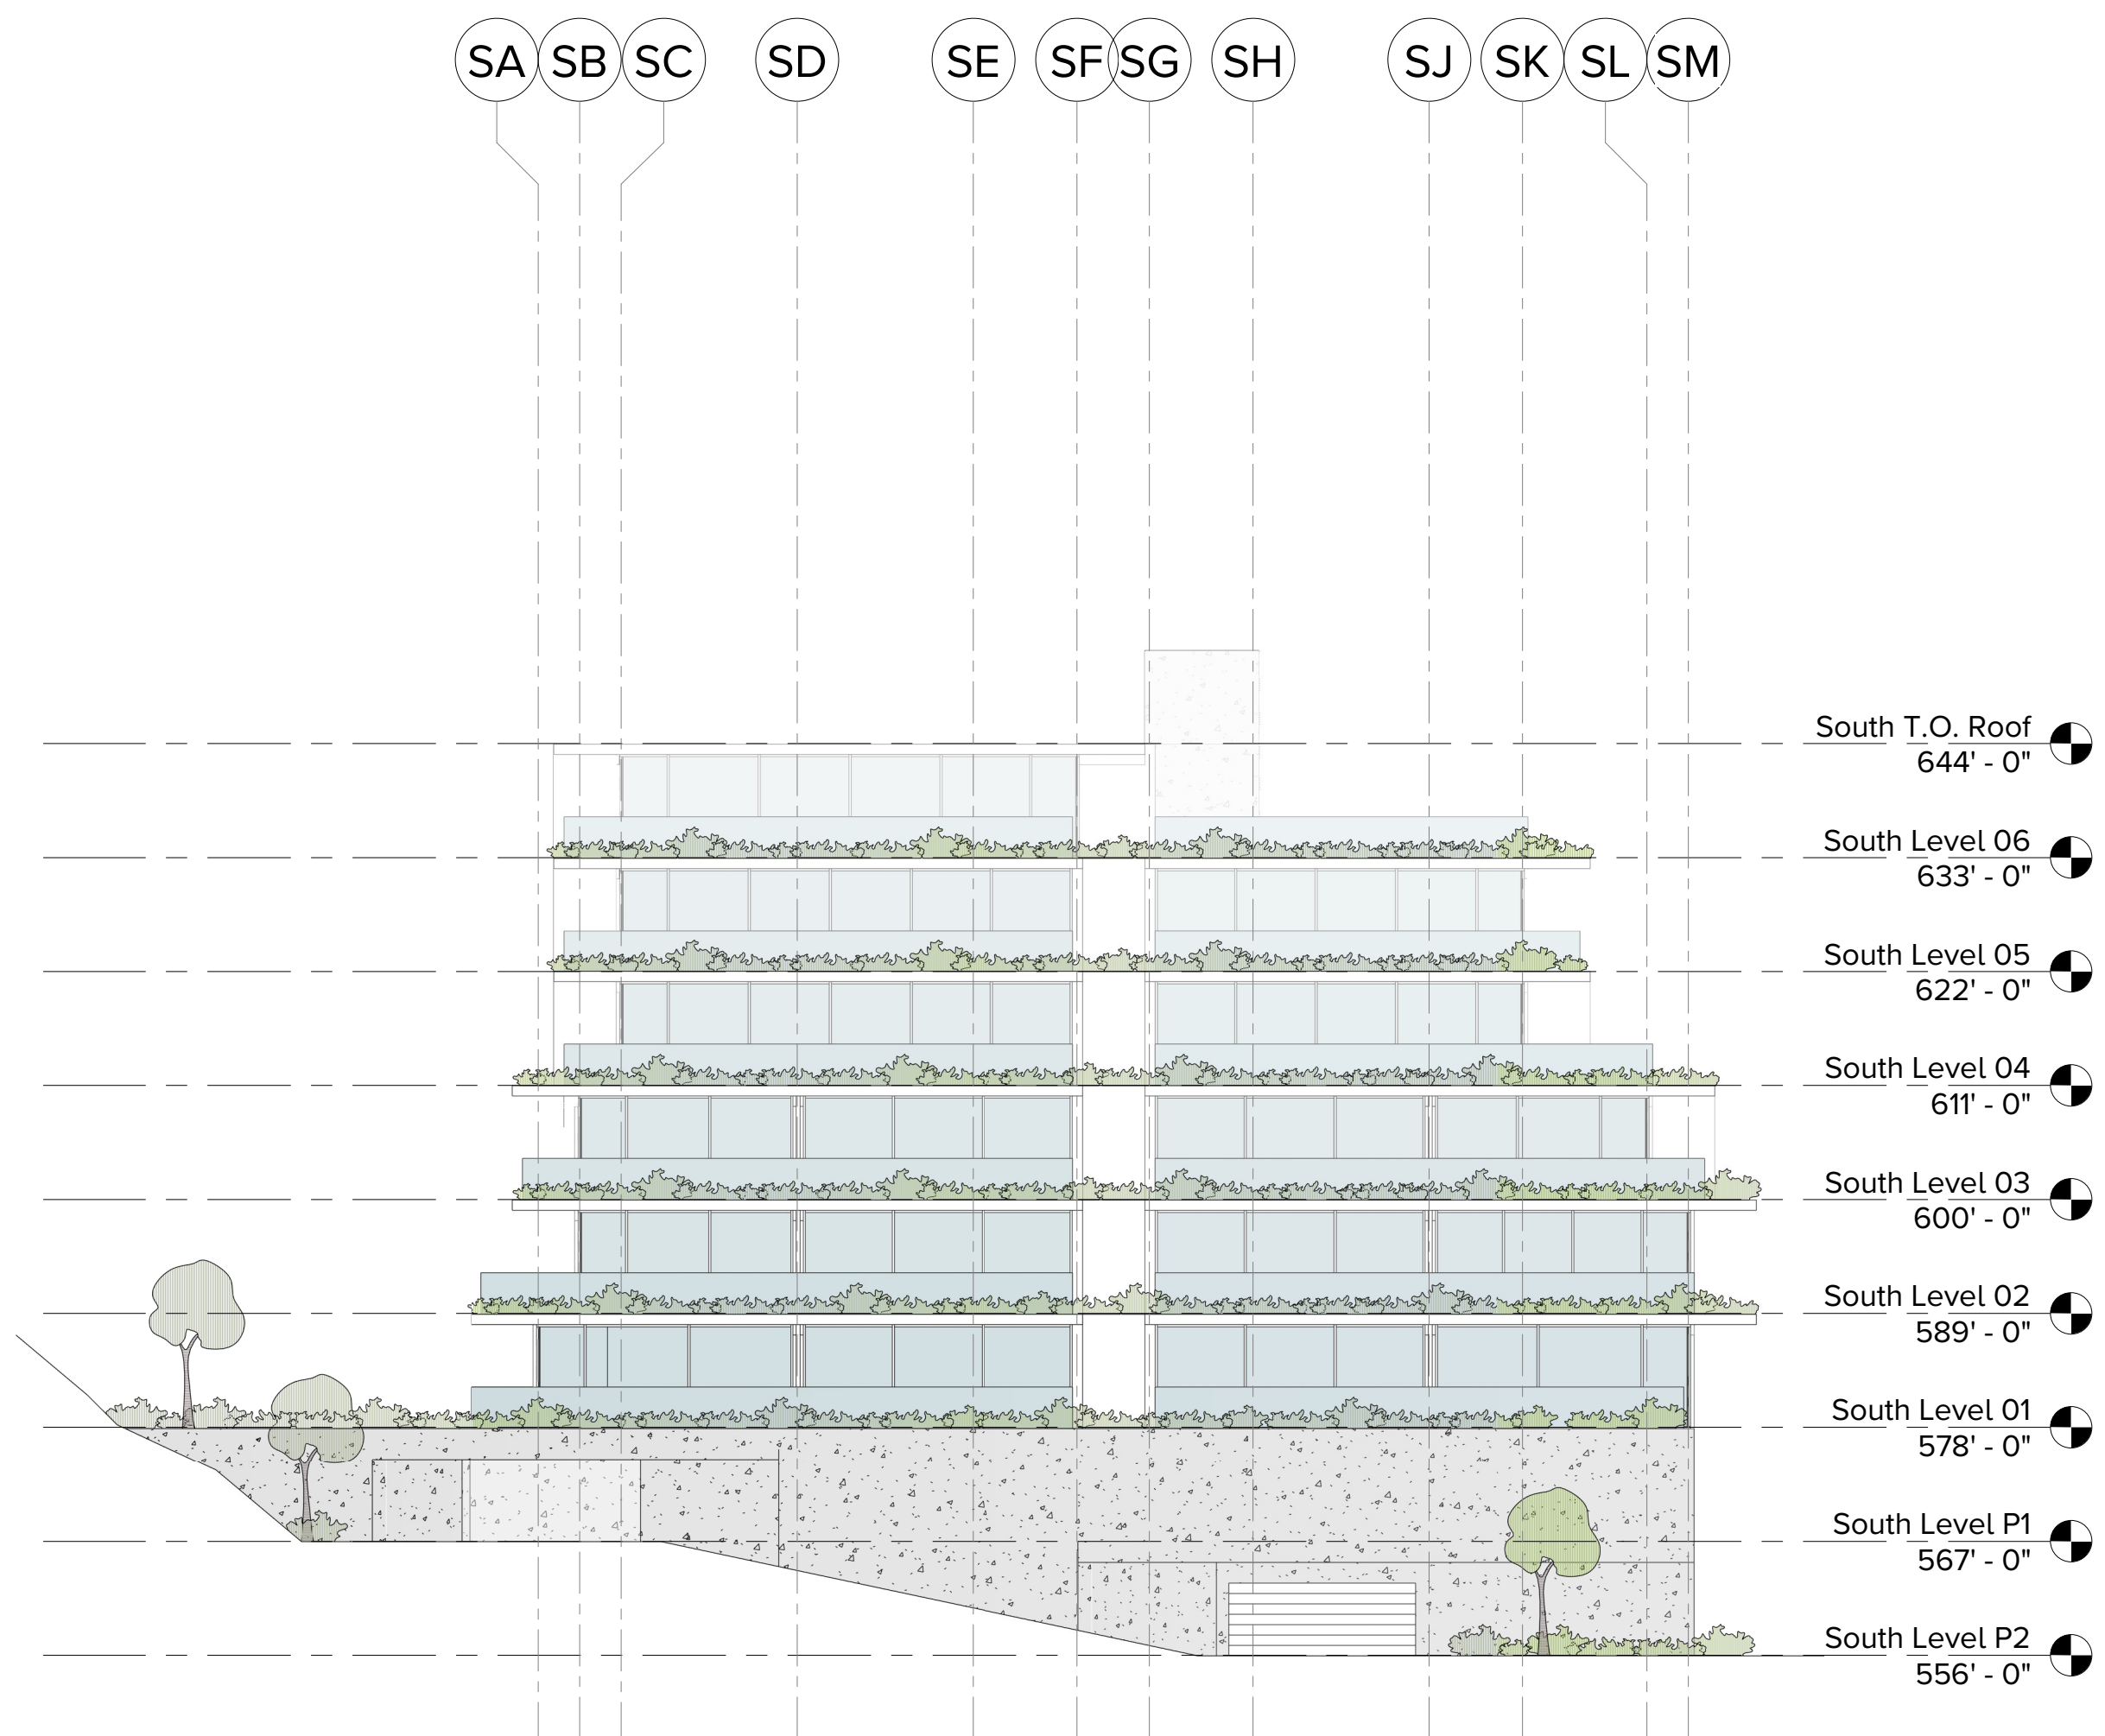 SA SB SC SD SE SF SG SH SJ SK SL SM
South T.O. Roof
644' - 0"
South Level 06
633' - 0"
South Level 05
622' - 0"
South Level 04
611' - 0"
South Level 03
600' - 0"
South Level 02
589' - 0"
South Level 01
578' - 0"
South Level P1
567' - 0"
South Level P2
556' - 0"